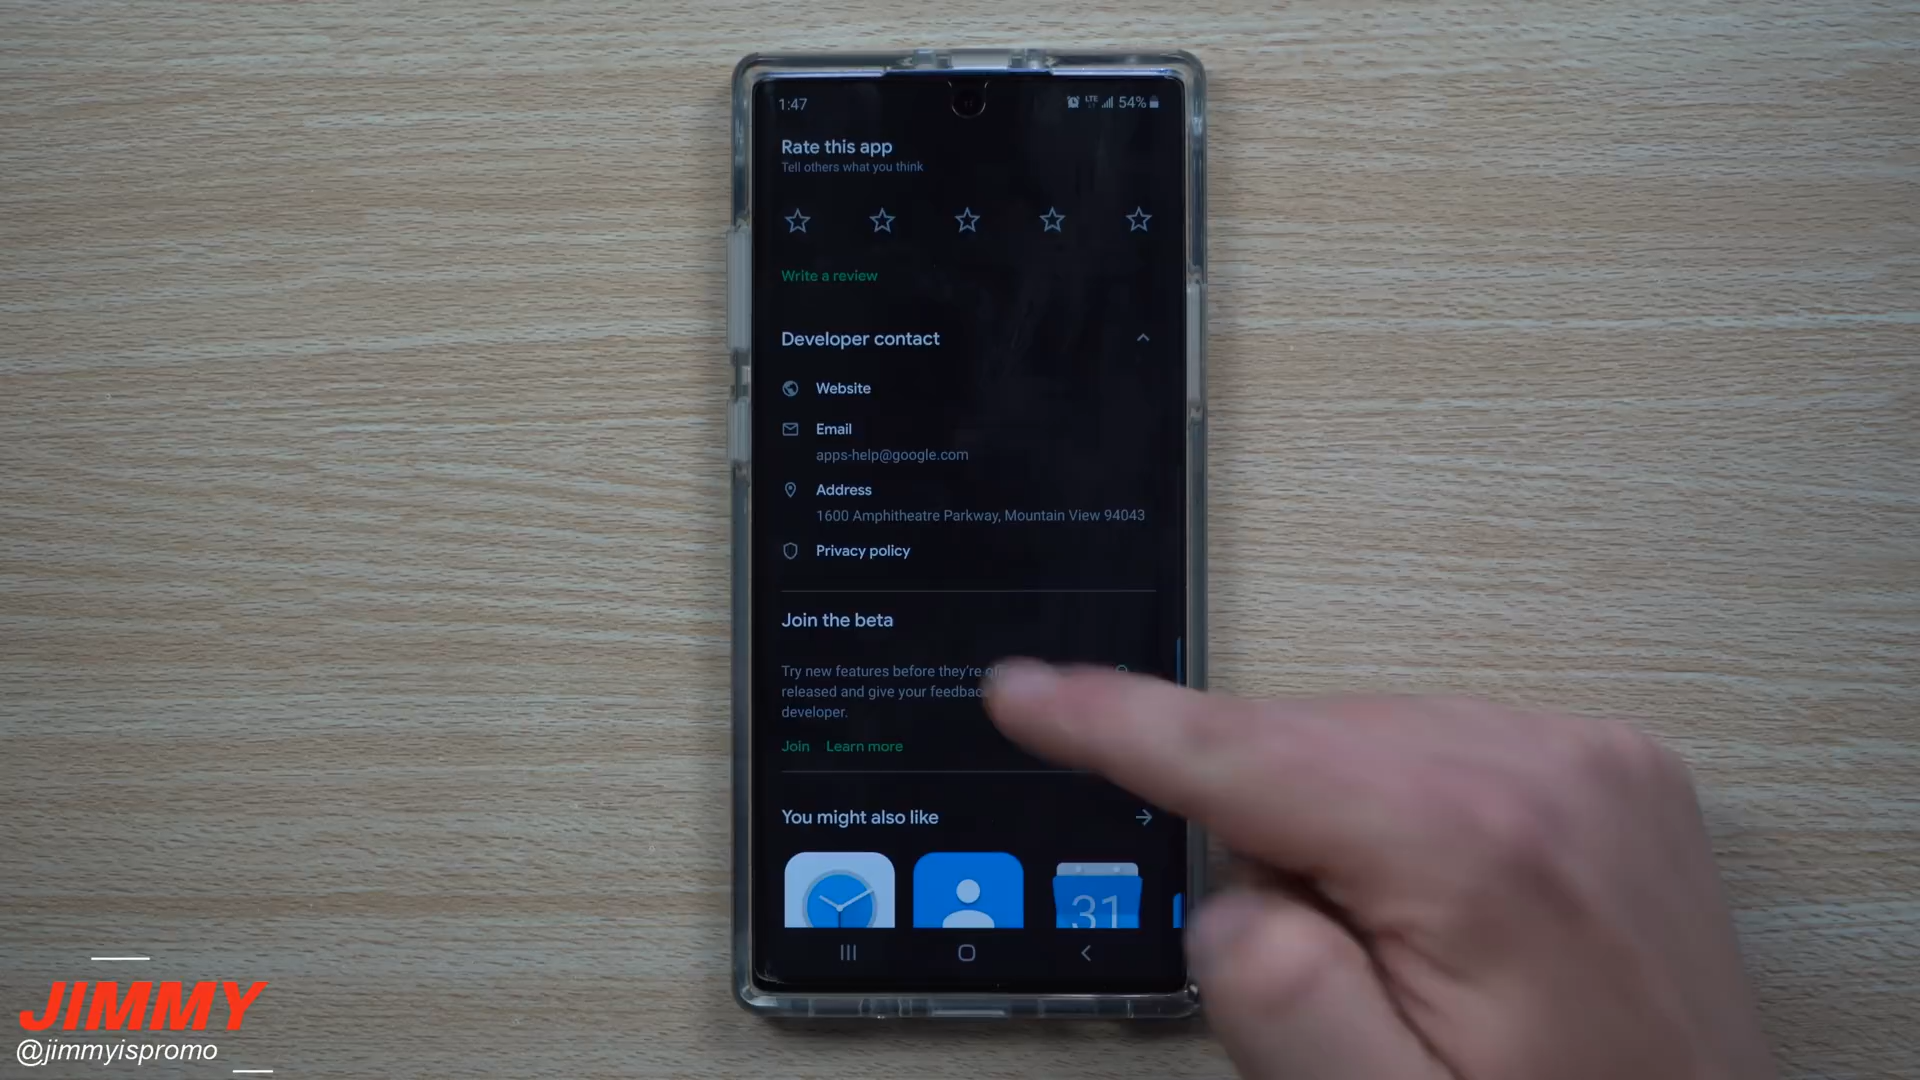 1:47
LTE
54%
Rate this app
Tell others what you think
Write a review
Developer contact
Website
Email
apps-help@google.com
Address
1600 Amphitheatre Parkway, Mountain View 94043
Privacy policy
Join the beta
Try new features before they're
released and give your
developer.
Join Learn more
You might also like
31
JIMMY
@jimmyispromo